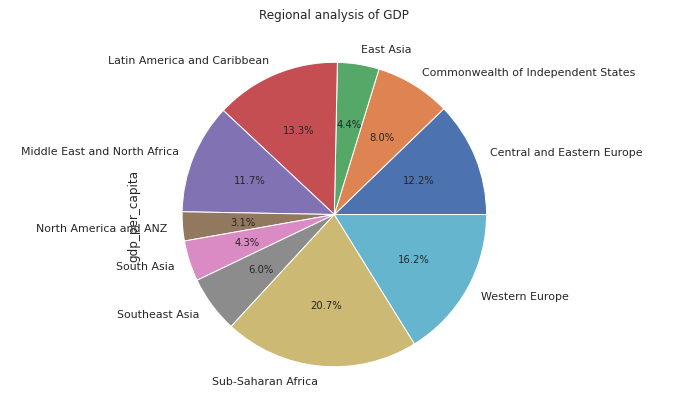 Regional analysis of GDP
East Asia
Latin America and Caribbean
Commonwealth of Independent States
4.4%
13.3%
8.0%
Middle East and North Africa
Central and Eastern Europe
11.7%
12.2%
gdp_per_capita
North America and ANZ
3.1%
4.3%
South Asia
16.2%
6.0%
Western Europe
Southeast Asia
20.7%
Sub-Saharan Africa